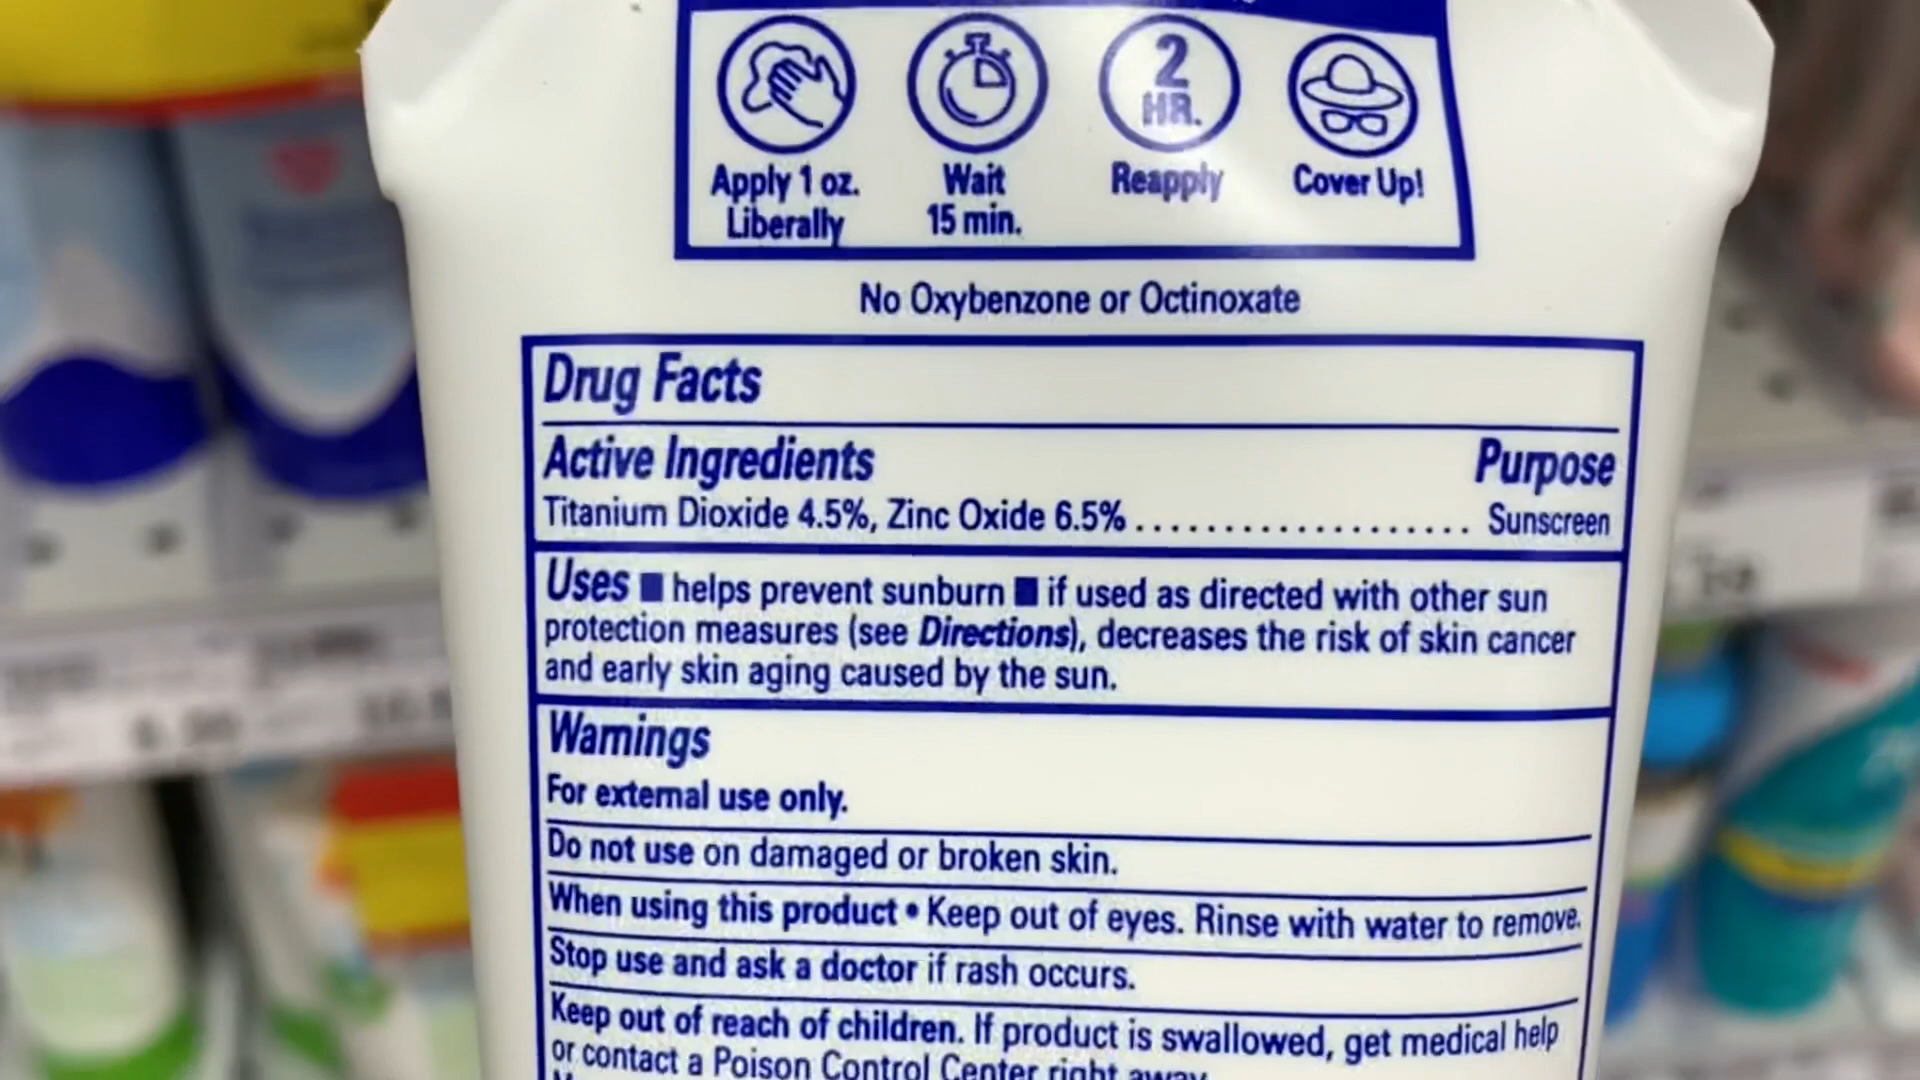 2
HR.
Apply 1 oz.
Liberally
Wait
15 min.
Reapply
Cover Up!
No Oxybenzone or Octinoxate
Drug Facts
Active Ingredients Purpose
Titanium Dioxide 4.5%, Zinc Oxide 6.5% ................... Sunscreen
Uses ■ helps prevent sunburn ■ if used as directed with other sun
protection measures (see Directions), decreases the risk of skin cancer
and early skin aging caused by the sun.
Warnings
For external use only.
Do not use on damaged or broken skin.
When using this product • Keep out of eyes. Rinse with water to remove.
Stop use and ask a doctor if rash occurs.
Keep out of reach of children. If product is swallowed, get medical help
or contact a Poison Control Center right away.